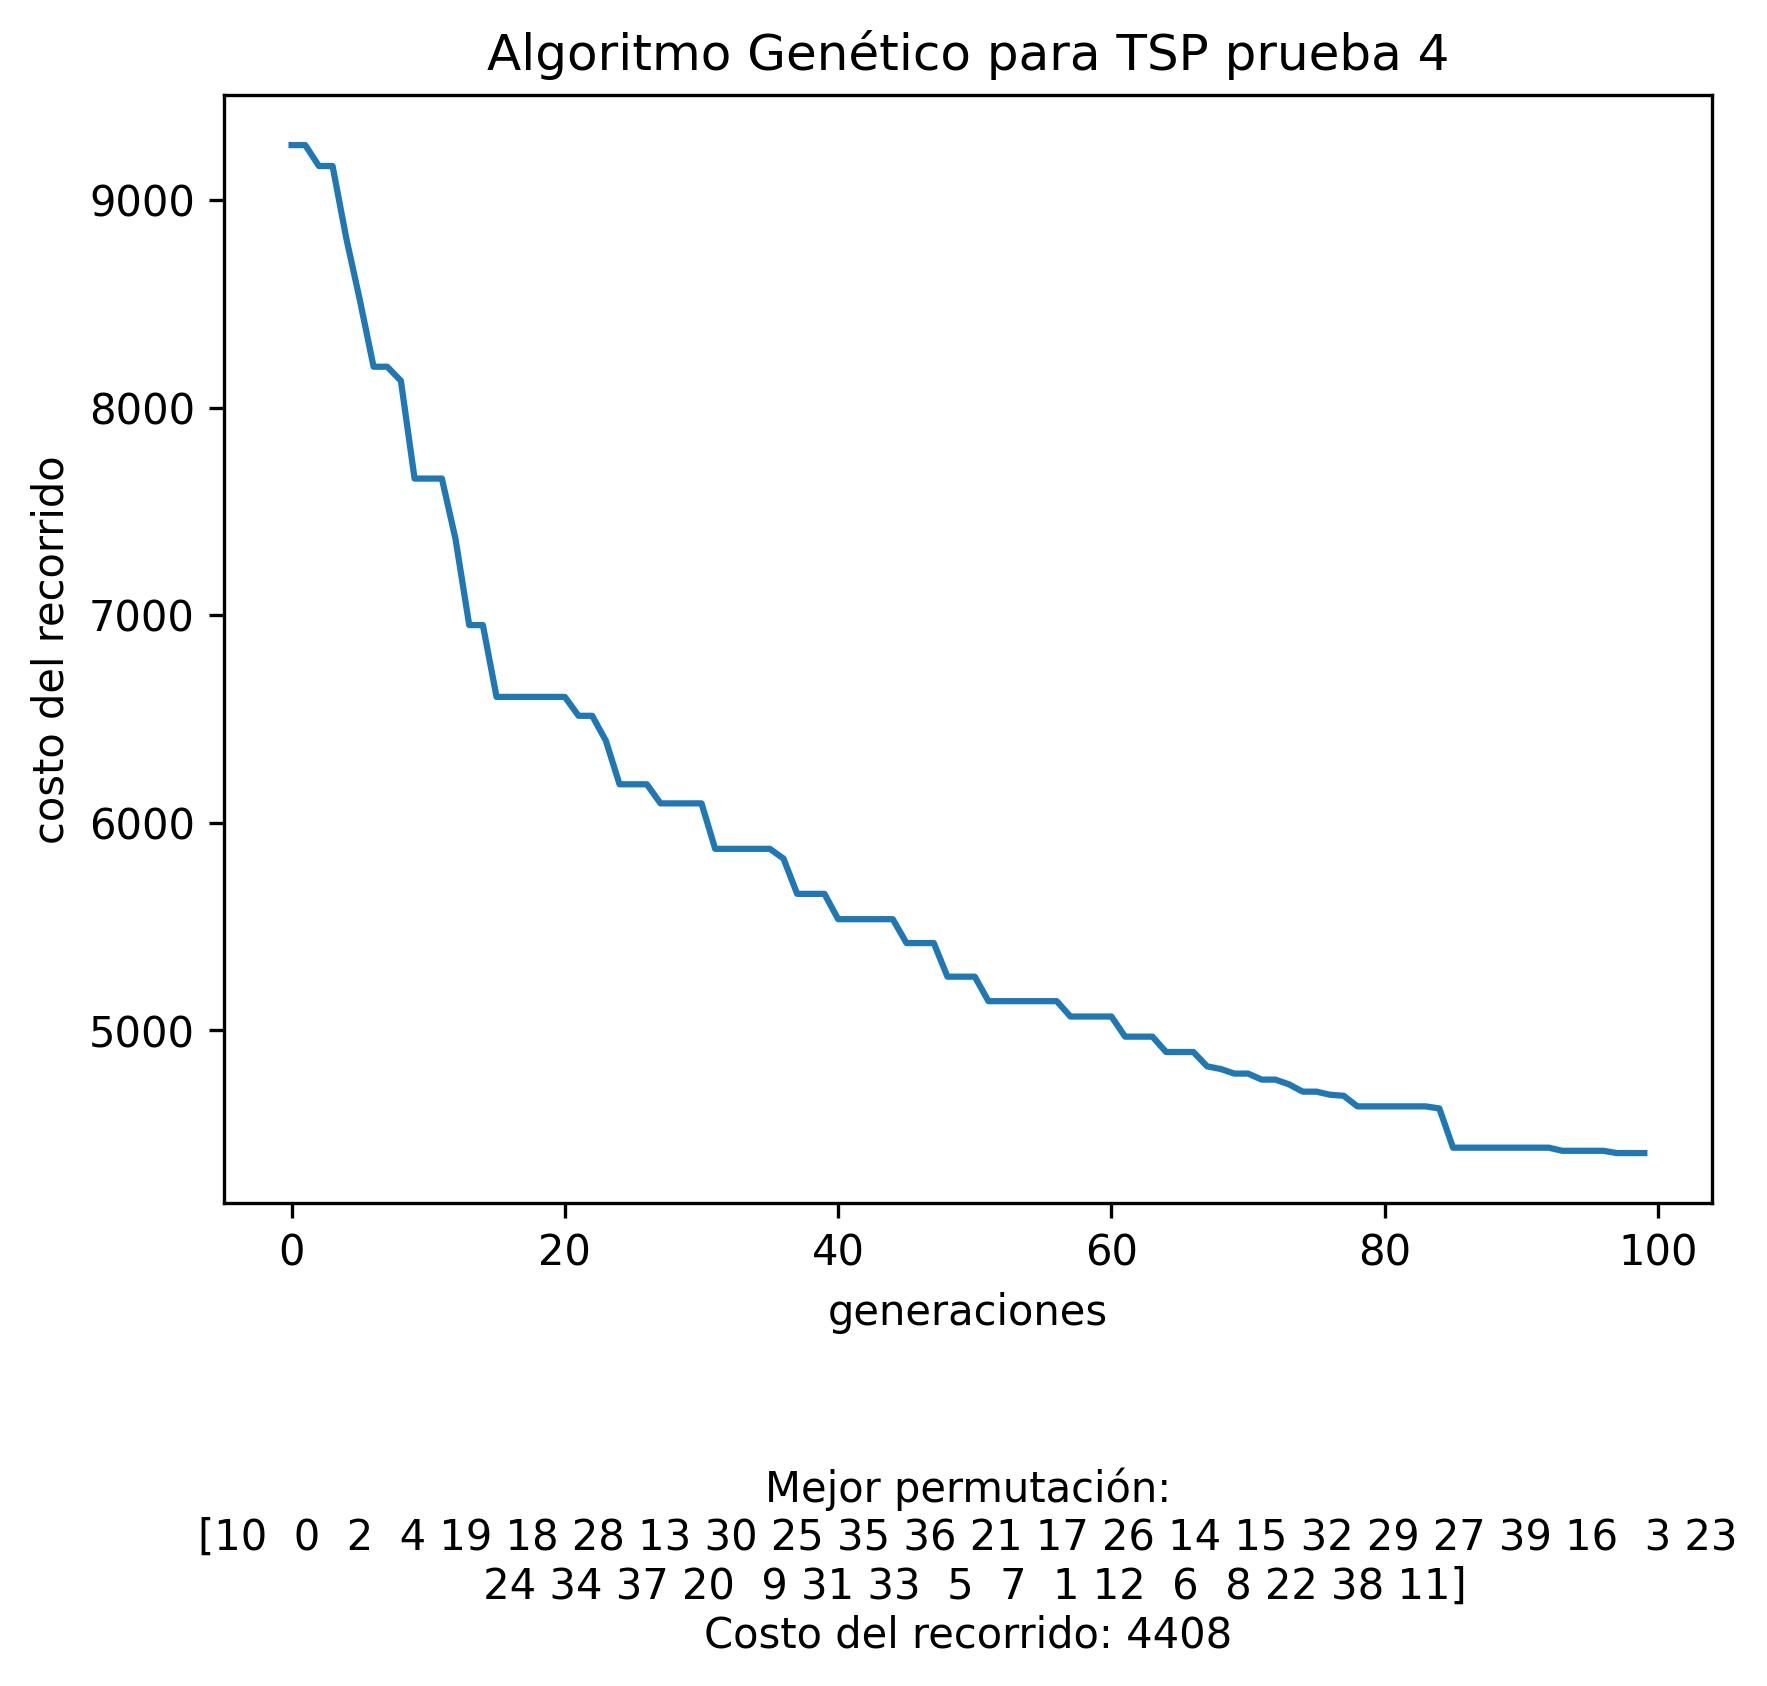 Algoritmo Genético para TSP prueba 4
costo del recorrido
9000
8000
7000
6000
5000
0 20 40 60 80 100
generaciones
Mejor permutación:
[10 0 2 4 19 18 28 13 30 25 35 36 21 17 26 14 15 32 29 27 39 16 3 23
24 34 37 20 9 31 33 5 7 1 12 6 8 22 38 11]
Costo del recorrido: 4408